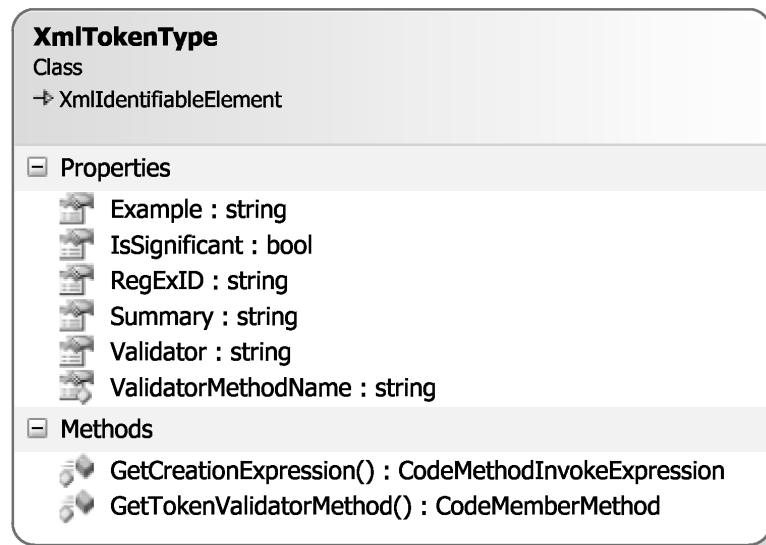 XmlTokenType
Class
XmlIdentifiableElement
Properties
Example : string
IsSignificant : bool
RegExID : string
Summary : string
Validator : string
ValidatorMethodName : string
Methods
GetCreationExpression() : CodeMethodInvokeExpression
GetTokenValidatorMethod() : CodeMemberMethod